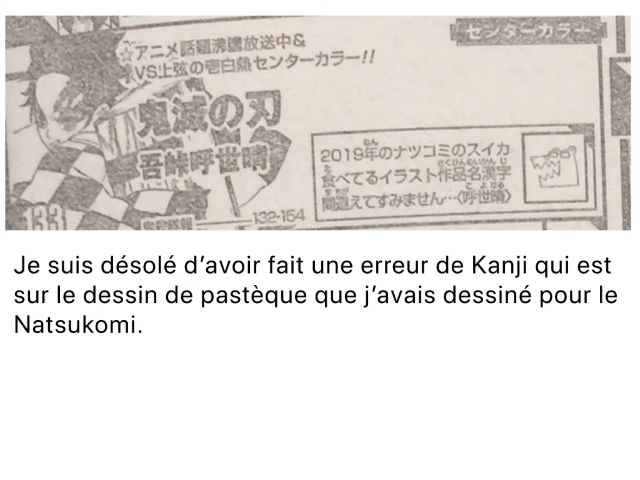 センターカラー
☆アニメ話題沸騰放送中&
VS上弦の壱白熱センターカラー!!
鬼滅の刃
吾峠呼世晴
2019年のナツコミのスイカ
食べてるイラスト作品名漢字
間違えてすみません…〈呼世晴〉
133
132・154
Je suis désolé d’avoir fait une erreur de Kanji qui est
sur le dessin de pastèque que j’avais dessiné pour le
Natsukomi.